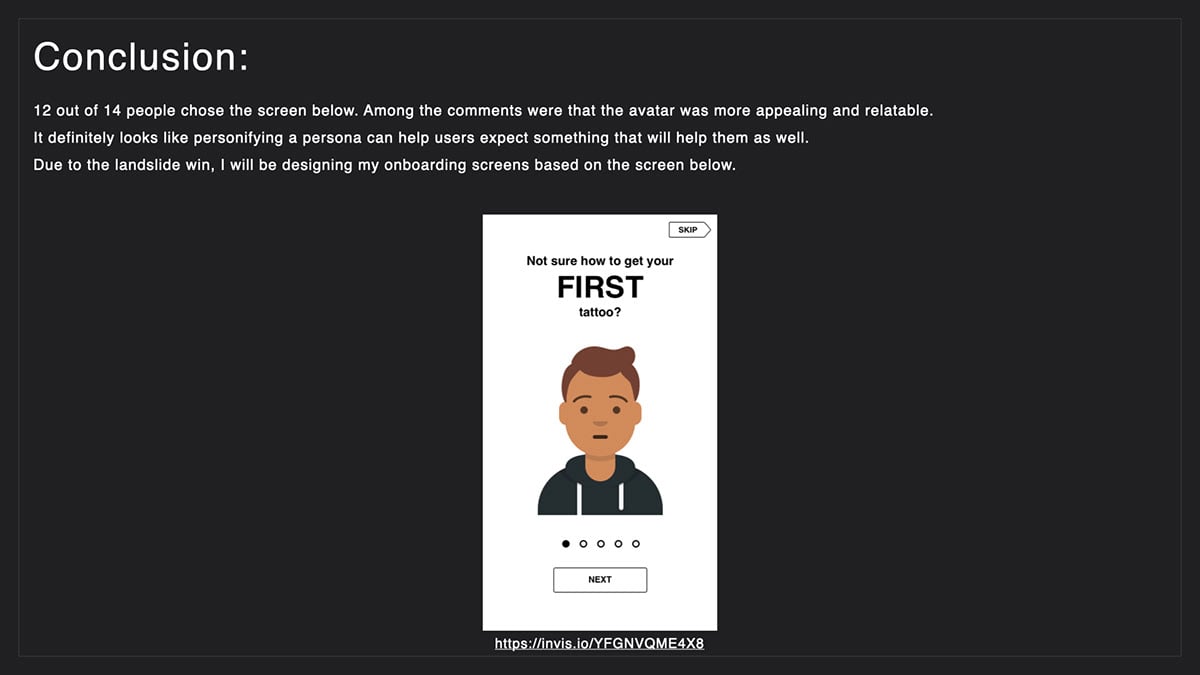 Conclusion:
12 out of 14 people chose the screen below. Among the comments were that the avatar was more appealing and relatable.
It definitely looks like personifying a persona can help users expect something that will help them as well.
Due to the landslide win, I will be designing my onboarding screens based on the screen below.
SKIP
Not sure how to get your
FIRST
tattoo?
NEXT
https://invis.io/YFGNVQME4X8